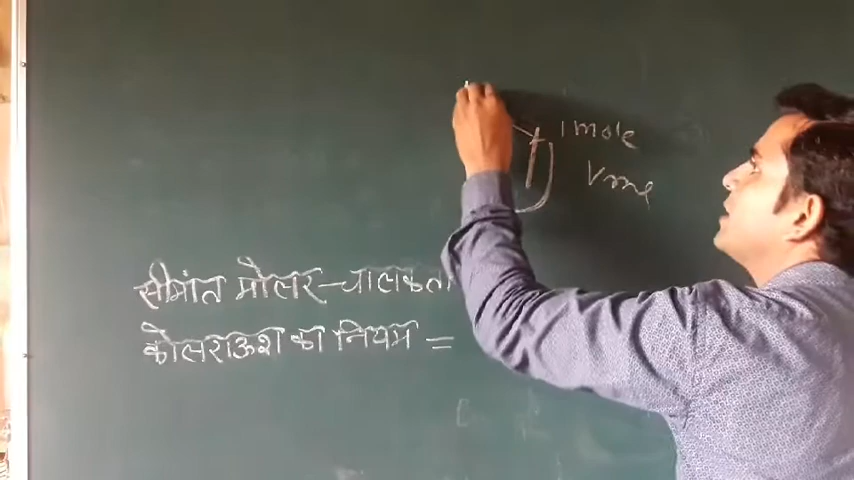 1 mole
Vml
सीमांत मोलर-चालकता
कोलराऊश का नियम =